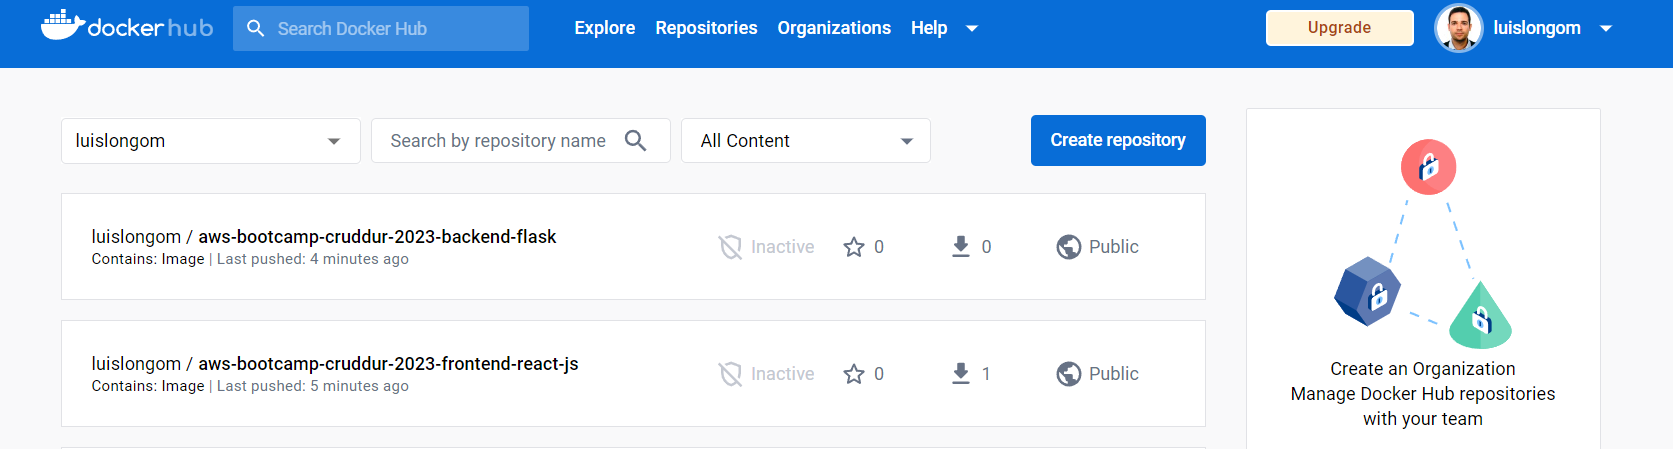 docker hub
Search Docker Hub
Explore
Repositories
Organizations
Help
Upgrade
luislongom
luislongom
Search by repository name
All Content
Create repository
luislongom / aws-bootcamp-cruddur-2023-backend-flask
Contains: Image | Last pushed: 4 minutes ago
Inactive
0
0
Public
luislongom / aws-bootcamp-cruddur-2023-frontend-react-js
Contains: Image | Last pushed: 5 minutes ago
Inactive
0
1
Public
Create an Organization
Manage Docker Hub repositories
with your team